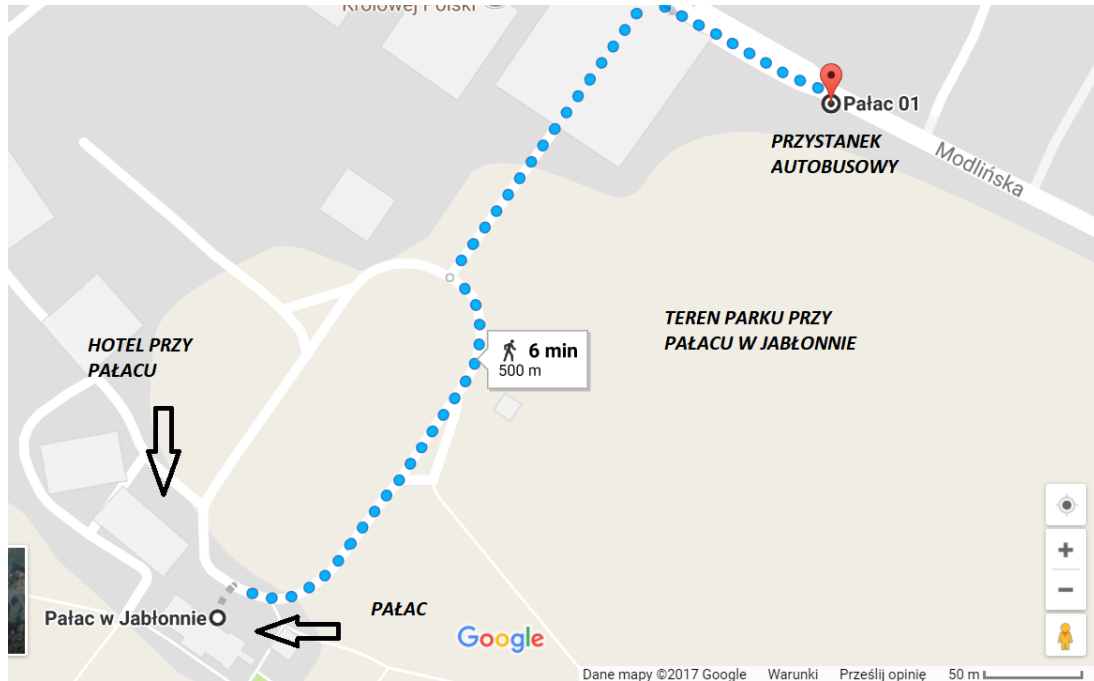 Królowej Polski
Pałac 01
PRZYSTANEK
AUTOBUSOWY
Modlińska
TEREN PARKU PRZY
PAŁACU W JABŁONNIE
HOTEL PRZY
PAŁACU
6 min
500 m
Pałac w Jabłonnie
PAŁAC
Google
Dane mapy ©2017 Google Warunki Prześlij opinię 50 m